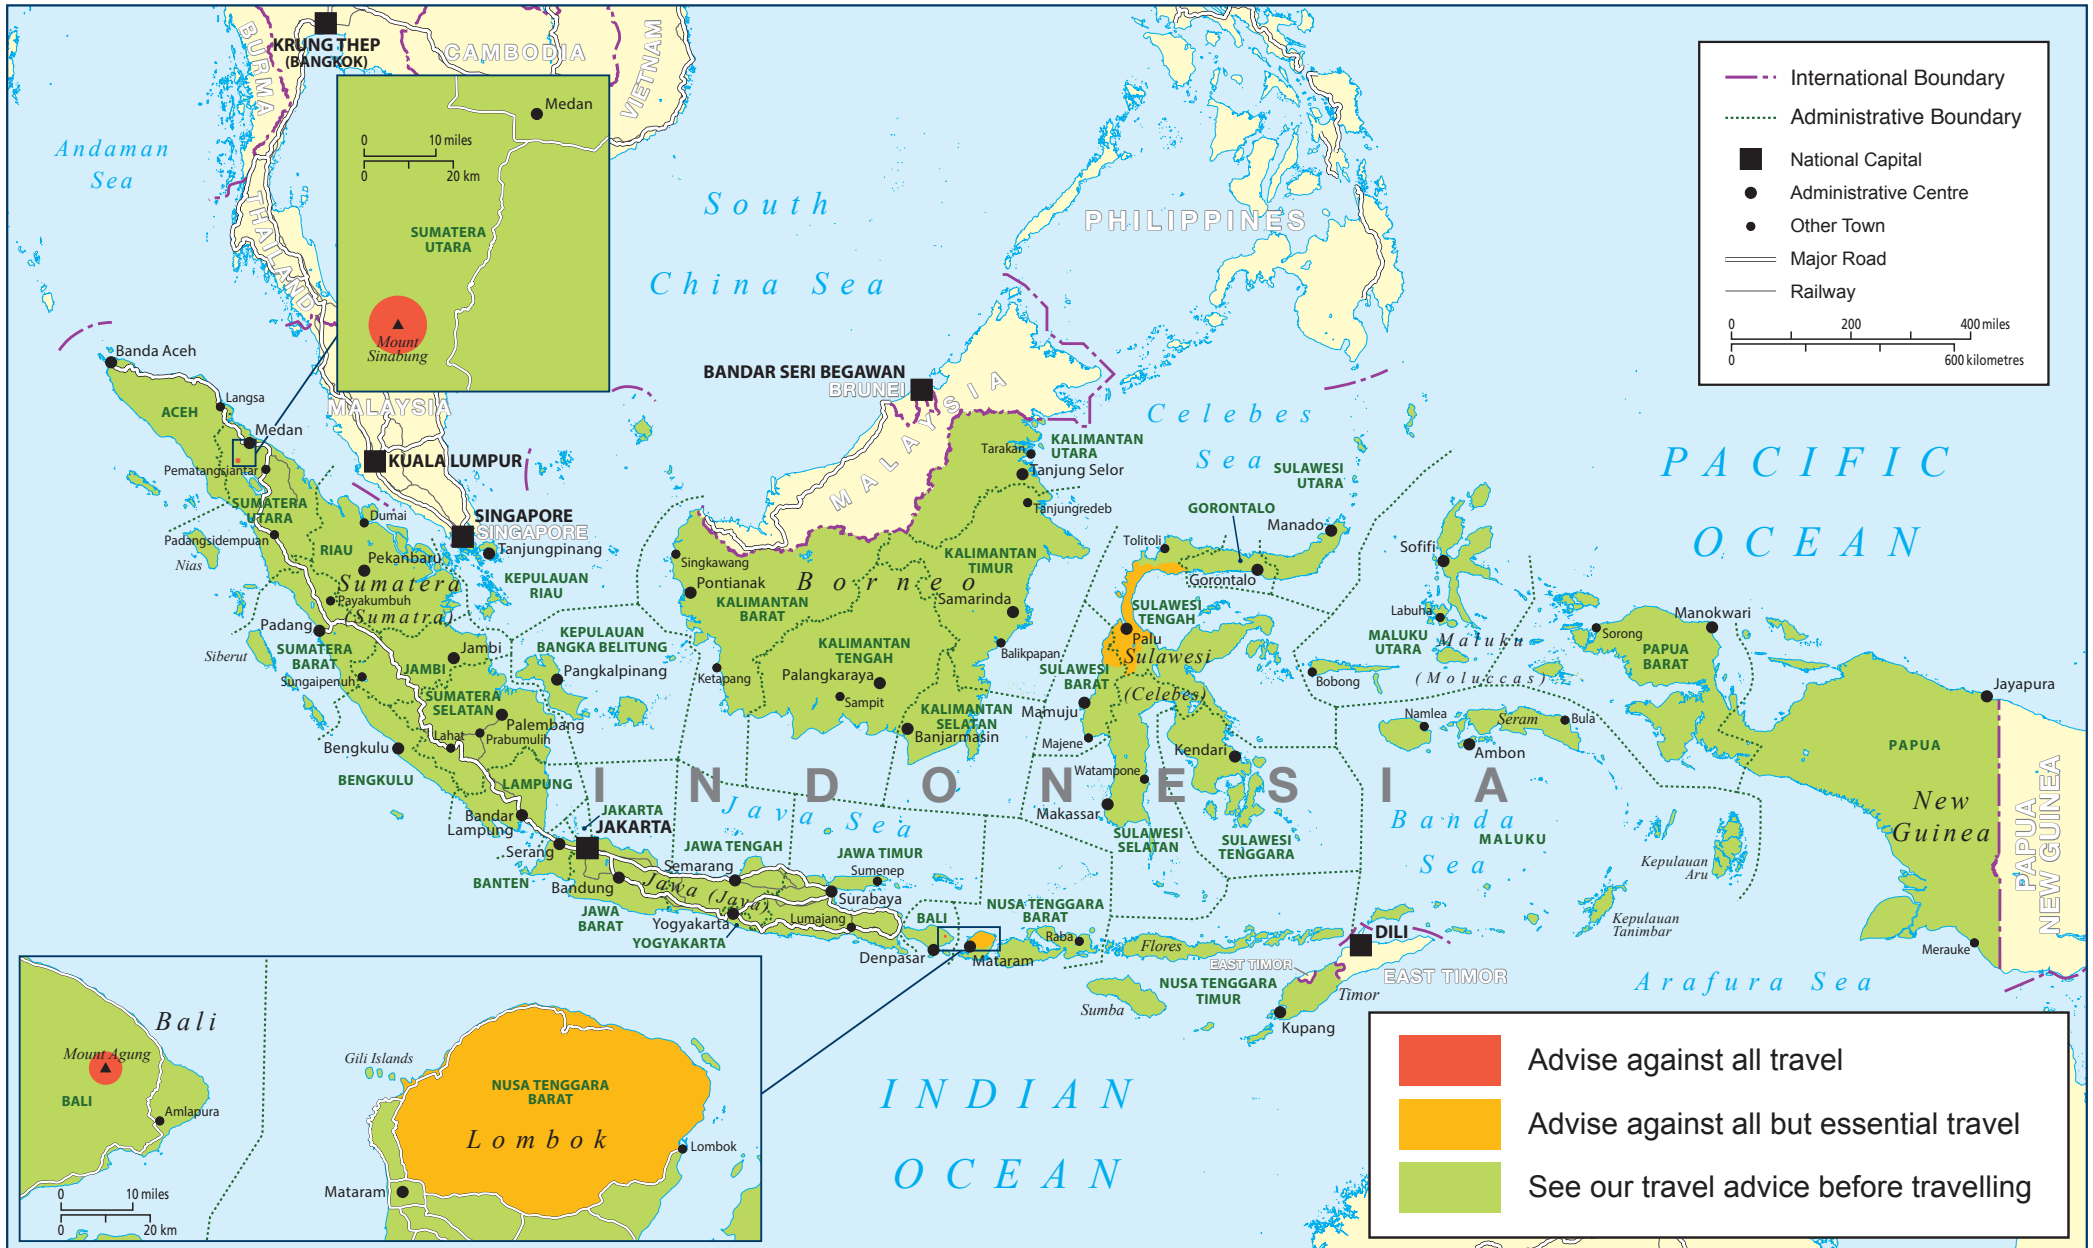 KRUNG THEP
(BANGKOK)
BURMA
CAMBODIA
VIETNAM
THAILAND
Andaman
Sea
South
China Sea
PHILIPPINES
Medan
0 10 miles
0 20 km
SUMATERA
UTARA
Mount
Sinabung
International Boundary
Administrative Boundary
National Capital
Administrative Centre
Other Town
Major Road
Railway
0 200 400 miles
0 600 kilometres
Banda Aceh
ACEH
Langsa
Medan
Pematangsiantar
SUMATERA
UTARA
Padangsidempuan
Nias
MALAYSIA
KUALA LUMPUR
SINGAPORE
SINGAPORE
Dumai
RIAU
Pekanbaru
Sumatera
(Sumatra)
Payakumbuh
Padang
Siberut
SUMATERA
BARAT
Sungaipenuh
JAMBI
Jambi
SUMATERA
SELATAN
Palembang
Lahat
Prabumulih
Bengkulu
BENGKULU
LAMPUNG
Bandar
Lampung
Tanjungpinang
KEPULAUAN
RIAU
KEPULAUAN
BANGKA BELITUNG
Pangkalpinang
BANDAR SERI BEGAWAN
BRUNEI
MALAYSIA
Celebes
Sea
PACIFIC
OCEAN
Tarakan
KALIMANTAN
UTARA
Tanjung Selor
Tanjungredeb
Singkawang
Pontianak
KALIMANTAN
BARAT
Borneo
KALIMANTAN
TIMUR
Samarinda
Balikpapan
Ketapang
KALIMANTAN
TENGAH
Palangkaraya
Sampit
KALIMANTAN
SELATAN
Banjarmasin
SULAWESI
UTARA
GORONTALO
Manado
Tolitoli
Gorontalo
SULAWESI
TENGAH
Palu
Sulawesi
(Celebes)
SULAWESI
BARAT
Mamuju
Majene
Kendari
Watampone
Makassar
SULAWESI
SELATAN
SULAWESI
TENGGARA
Sofifi
Labuha
MALUKU
UTARA
Maluku
(Moluccas)
Bobong
Namlea
Seram
Bula
Ambon
Sorong
Manokwari
PAPUA
BARAT
Jayapura
PAPUA
New
Guinea
PAPUA
NEW GUINEA
INDONESIA
Java Sea
Banda
Sea
MALUKU
Kepulauan
Aru
Kepulauan
Tanimbar
Merauke
Arafura Sea
JAKARTA
JAKARTA
Serang
BANTEN
Bandung
JAWA
BARAT
JAWA TENGAH
Semarang
Jawa (Java)
Yogyakarta
YOGYAKARTA
JAWA TIMUR
Sumenep
Surabaya
Lumajang
BALI
Denpasar
Mataram
NUSA TENGGARA
BARAT
Raba
Flores
Sumba
NUSA TENGGARA
TIMUR
EAST TIMOR
DILI
EAST TIMOR
Timor
Kupang
INDIAN
OCEAN
Bali
Mount Agung
BALI
Amlapura
0 10 miles
0 20 km
Gili Islands
NUSA TENGGARA
BARAT
Lombok
Lombok
Mataram
Advise against all travel
Advise against all but essential travel
See our travel advice before travelling